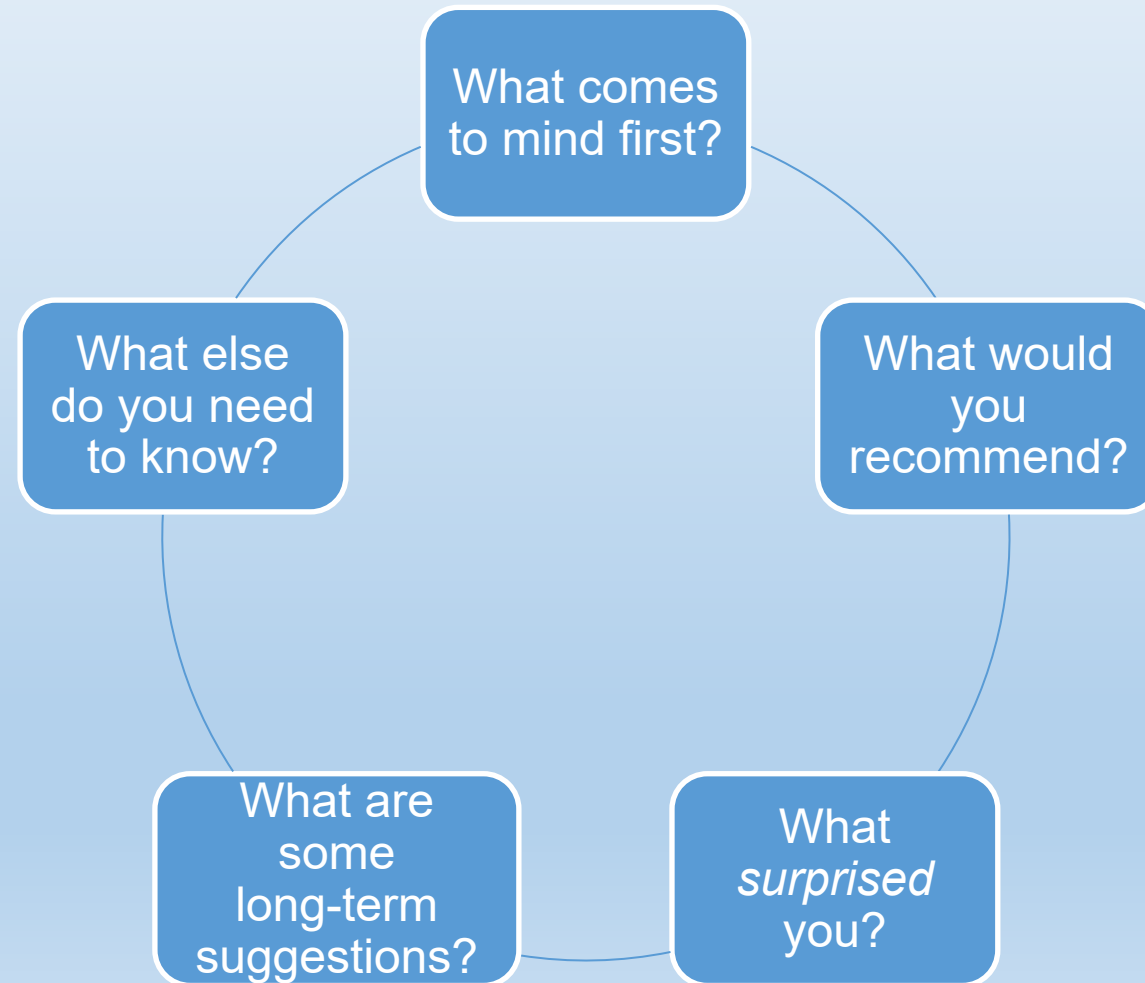 What comes
to mind first?
What would
you
recommend?
What
surprised
you?
What are
some
long-term
suggestions?
What else
do you need
to know?